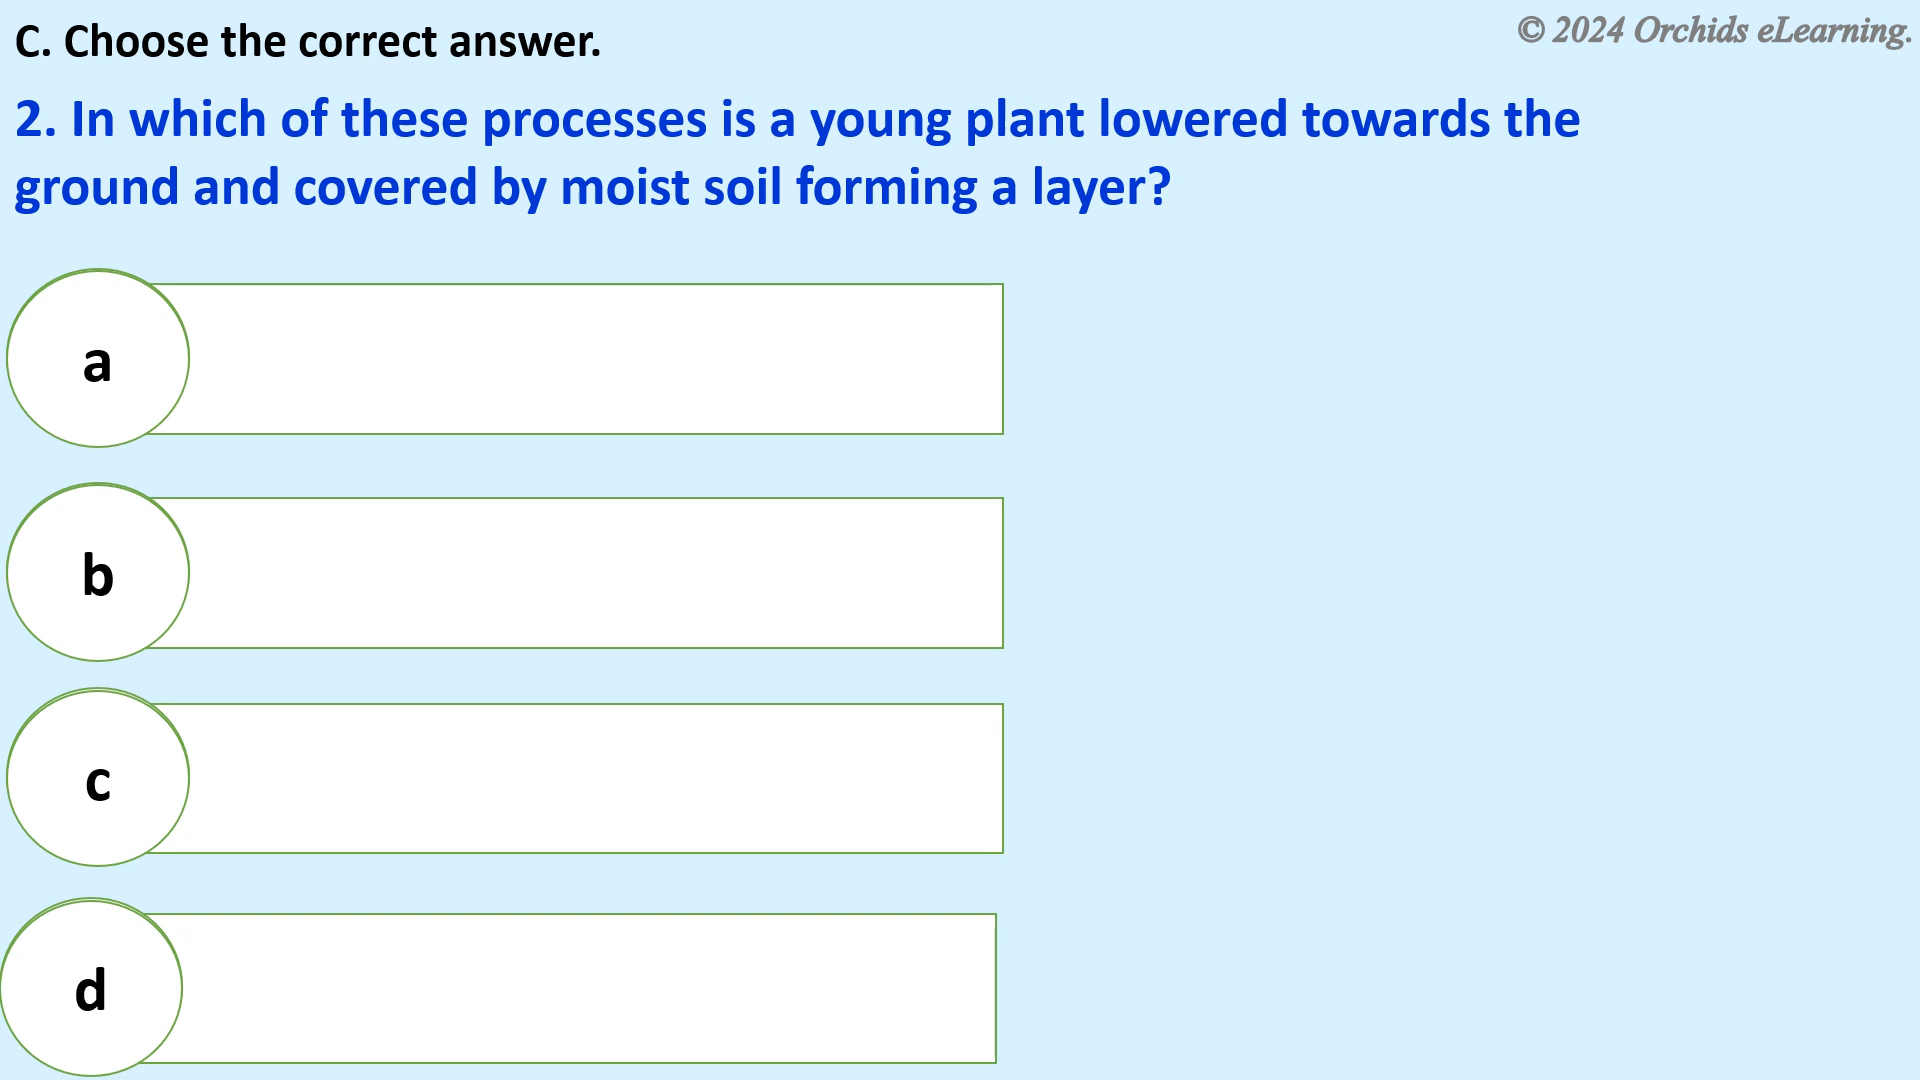 C. Choose the correct answer.
© 2024 Orchids eLearning.
2. In which of these processes is a young plant lowered towards the
ground and covered by moist soil forming a layer?
a
b
c
d